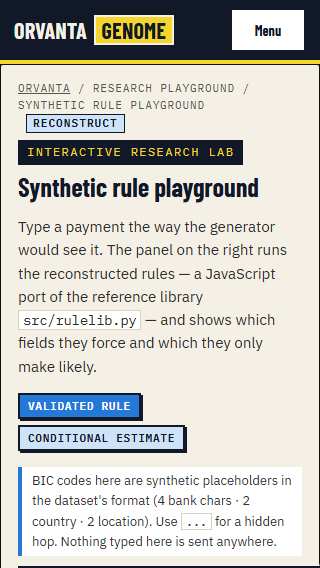 ORVANTA GENOME
Menu
ORVANTA / RESEARCH PLAYGROUND /
SYNTHETIC RULE PLAYGROUND
RECONSTRUCT
INTERACTIVE RESEARCH LAB
Synthetic rule playground
Type a payment the way the generator
would see it. The panel on the right runs
the reconstructed rules — a JavaScript
port of the reference library
src/rulelib.py — and shows which
fields they force and which they only
make likely.
VALIDATED RULE
CONDITIONAL ESTIMATE
BIC codes here are synthetic placeholders in
the dataset's format (4 bank chars · 2
country · 2 location). Use ... for a hidden
hop. Nothing typed here is sent anywhere.